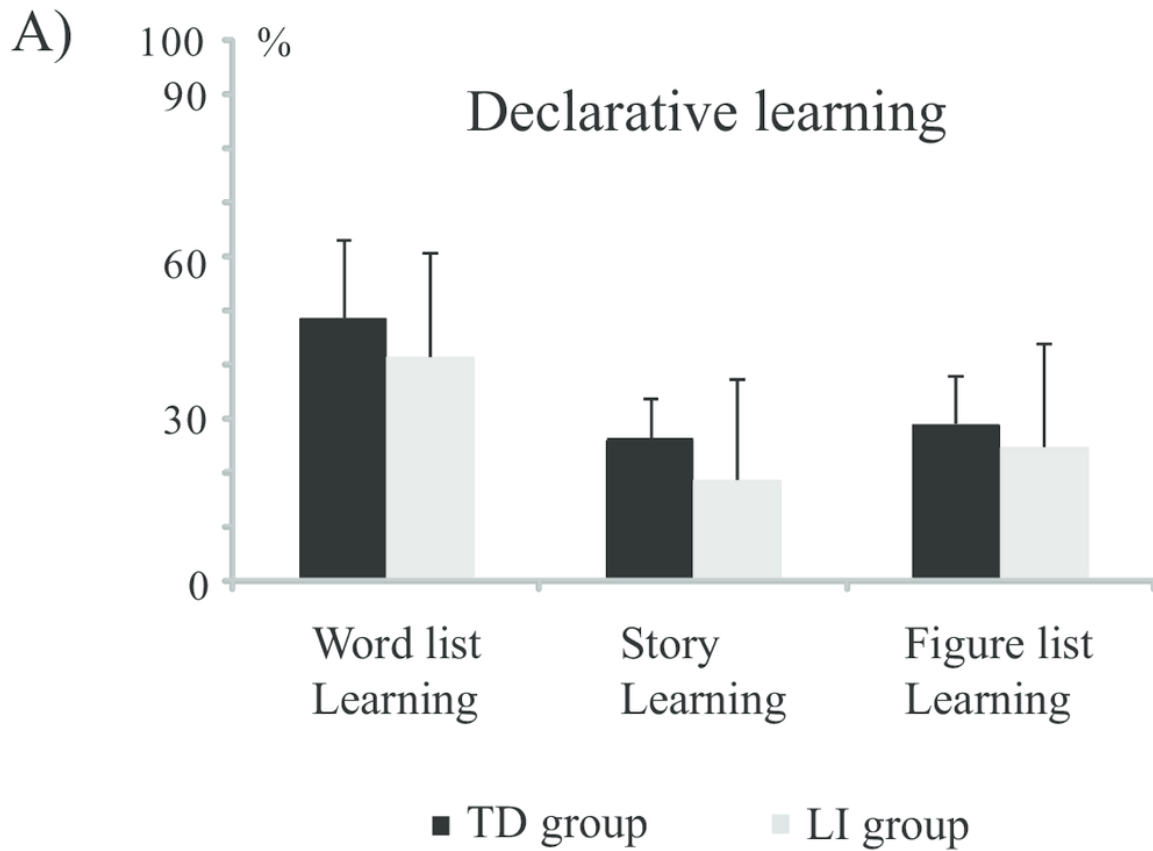 A)
100 %
90
Declarative learning
60
30
0
Word list Learning
Story Learning
Figure list Learning
TD group
LI group